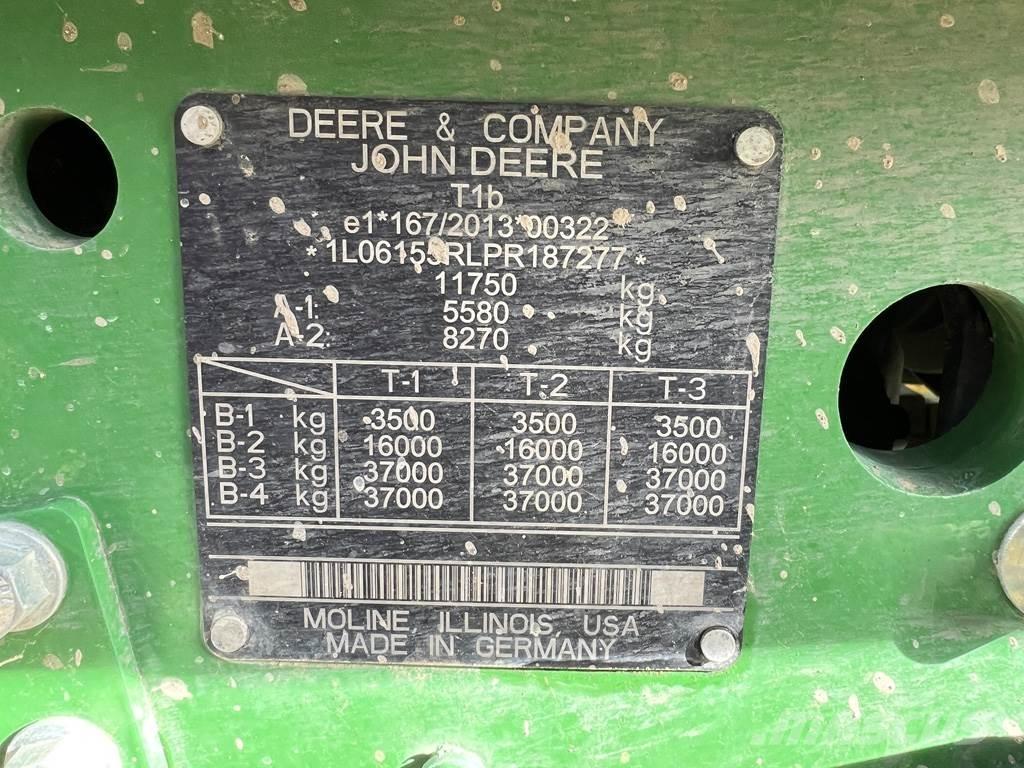 DEERE & COMPANY
JOHN DEERE
T1b
e1*167/2013*00322
*1L06155RLPR187277*
11750 kg
A-1: 5580 kg
A-2: 8270 kg
T-1 T-2 T-3
B-1 kg 3500 3500 3500
B-2 kg 16000 16000 16000
B-3 kg 37000 37000 37000
B-4 kg 37000 37000 37000
MOLINE, ILLINOIS, USA
MADE IN GERMANY
mascus